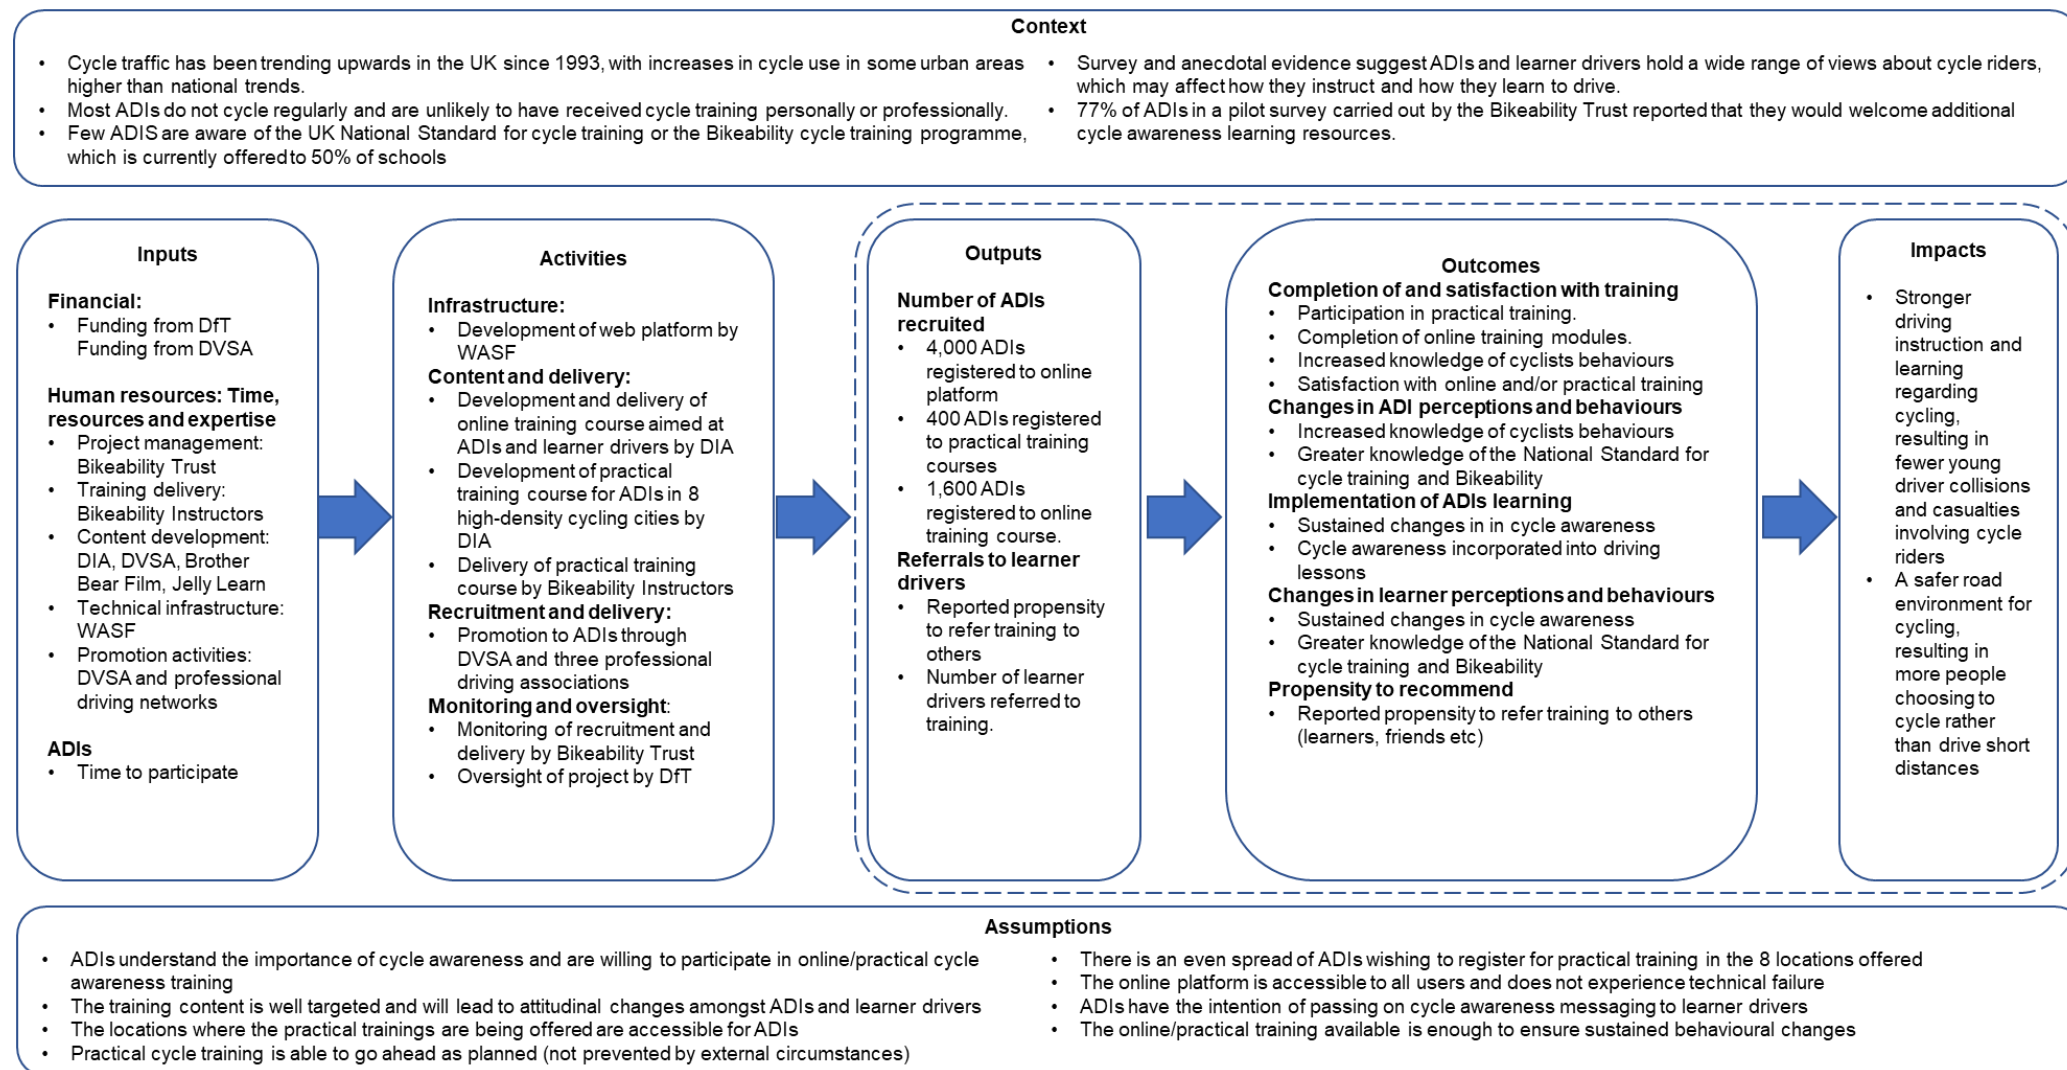 Context
• Cycle traffic has been trending upwards in the UK since 1993, with increases in cycle use in some urban areas
higher than national trends.
• Most ADIs do not cycle regularly and are unlikely to have received cycle training personally or professionally.
• Few ADIS are aware of the UK National Standard for cycle training or the Bikeability cycle training programme,
which is currently offered to 50% of schools
• Survey and anecdotal evidence suggest ADIs and learner drivers hold a wide range of views about cycle riders,
which may affect how they instruct and how they learn to drive.
• 77% of ADIs in a pilot survey carried out by the Bikeability Trust reported that they would welcome additional
cycle awareness learning resources.
Inputs
Financial:
• Funding from DfT
Funding from DVSA
Human resources: Time,
resources and expertise
• Project management:
Bikeability Trust
• Training delivery:
Bikeability Instructors
• Content development:
DIA, DVSA, Brother
Bear Film, Jelly Learn
• Technical infrastructure:
WASF
• Promotion activities:
DVSA and professional
driving networks
ADIs
• Time to participate
Activities
Infrastructure:
• Development of web platform by
WASF
Content and delivery:
• Development and delivery of
online training course aimed at
ADIs and learner drivers by DIA
• Development of practical
training course for ADIs in 8
high-density cycling cities by
DIA
• Delivery of practical training
course by Bikeability Instructors
Recruitment and delivery:
• Promotion to ADIs through
DVSA and three professional
driving associations
Monitoring and oversight:
• Monitoring of recruitment and
delivery by Bikeability Trust
• Oversight of project by DfT
Outputs
Number of ADIs
recruited
• 4,000 ADIs
registered to online
platform
• 400 ADIs registered
to practical training
courses
• 1,600 ADIs
registered to online
training course.
Referrals to learner
drivers
• Reported propensity
to refer training to
others
• Number of learner
drivers referred to
training.
Outcomes
Completion of and satisfaction with training
• Participation in practical training.
• Completion of online training modules.
• Increased knowledge of cyclists behaviours
• Satisfaction with online and/or practical training
Changes in ADI perceptions and behaviours
• Increased knowledge of cyclists behaviours
• Greater knowledge of the National Standard for
cycle training and Bikeability
Implementation of ADIs learning
• Sustained changes in in cycle awareness
• Cycle awareness incorporated into driving
lessons
Changes in learner perceptions and behaviours
• Sustained changes in cycle awareness
• Greater knowledge of the National Standard for
cycle training and Bikeability
Propensity to recommend
• Reported propensity to refer training to others
(learners, friends etc)
Impacts
• Stronger
driving
instruction and
learning
regarding
cycling,
resulting in
fewer young
driver collisions
and casualties
involving cycle
riders
• A safer road
environment for
cycling,
resulting in
more people
choosing to
cycle rather
than drive short
distances
Assumptions
• ADIs understand the importance of cycle awareness and are willing to participate in online/practical cycle
awareness training
• The training content is well targeted and will lead to attitudinal changes amongst ADIs and learner drivers
• The locations where the practical trainings are being offered are accessible for ADIs
• Practical cycle training is able to go ahead as planned (not prevented by external circumstances)
• There is an even spread of ADIs wishing to register for practical training in the 8 locations offered
• The online platform is accessible to all users and does not experience technical failure
• ADIs have the intention of passing on cycle awareness messaging to learner drivers
• The online/practical training available is enough to ensure sustained behavioural changes